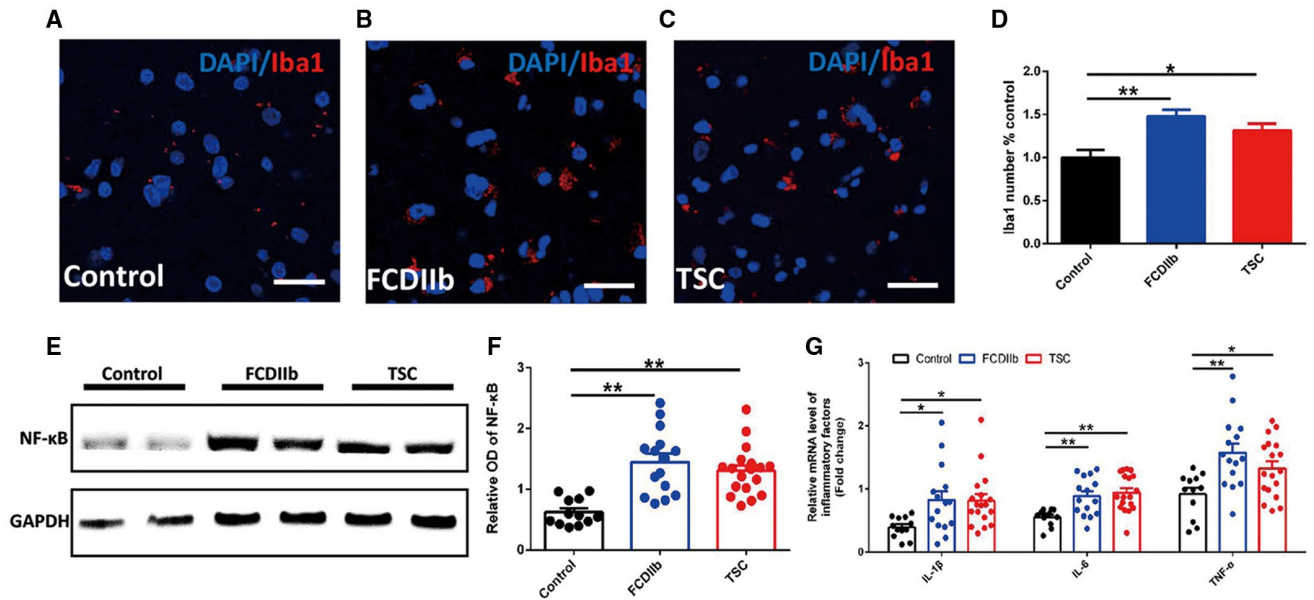 A
DAPI/Iba1
Control
B
DAPI/Iba1
FCDIIb
C
DAPI/Iba1
TSC
D
Iba1 number % control
2.0
1.5
1.0
0.5
0.0
*
**
Control
FCDIIb
TSC
E
Control FCDIIb TSC
NF-κB
GAPDH
F
Relative OD of NF-κB
3
2
1
0
**
**
Control
FCDIIb
TSC
G
Control FCDIIb TSC
Relative mRNA level of
inflammatory factors
(Fold change)
3
2
1
0
*
*
**
**
*
**
IL-1β
IL-6
TNF-α